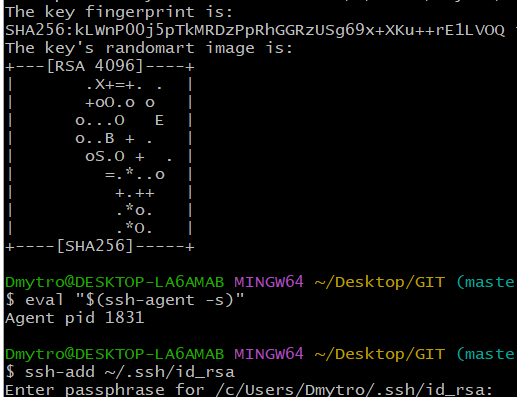 The key fingerprint is:
SHA256:kLWnP0Oj5pTkMRDzPpRhGGRzUSg69x+XKu++rE1LVOQ
The key's randomart image is:
+---[RSA 4096]----+
|        .X+=+. . |
|        +oO.o o  |
|       o...O   E |
|       o..B + .  |
|        oS.O +  . |
|          =.*..o |
|           +.++  |
|           .*o.  |
|           .*O.  |
+----[SHA256]-----+
Dmytro@DESKTOP-LA6AMAB MINGW64 ~/Desktop/GIT (maste
$ eval "$(ssh-agent -s)"
Agent pid 1831
Dmytro@DESKTOP-LA6AMAB MINGW64 ~/Desktop/GIT (maste
$ ssh-add ~/.ssh/id_rsa
Enter passphrase for /c/Users/Dmytro/.ssh/id_rsa: